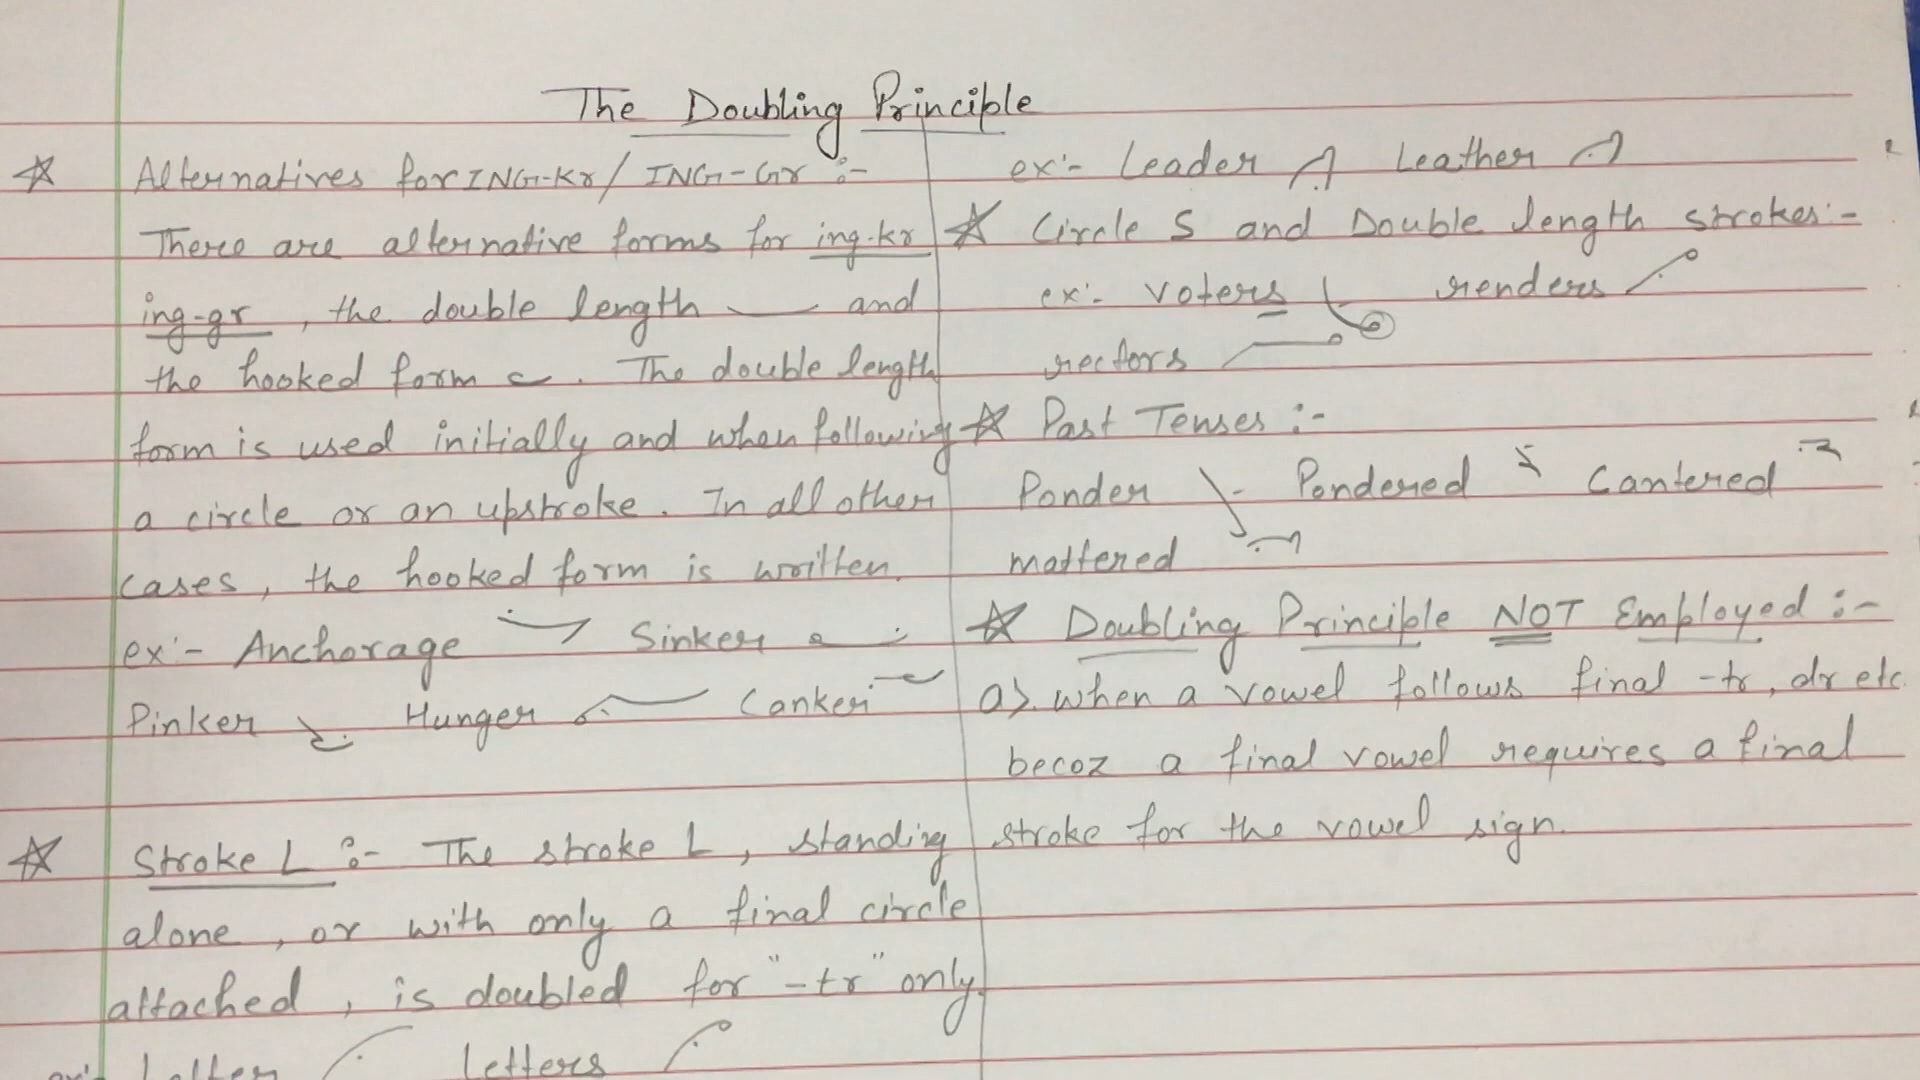 The Doubling Principle
☆ Alternatives for ING-Kr/ ING-Gr :-
There are alternative forms for ing-kr
ing-gr, the double length and
the hooked form. The double length
form is used initially and when following
a circle or an upstroke. In all other
cases, the hooked form is written.
ex:- Anchorage Sinker
Pinker Hunger Canker
☆ Stroke L :- The stroke L, standing
alone, or with only a final circle
attached, is doubled for "-tr" only.
ex:- Letter letters
ex:- Leader Leather
☆ Circle S and Double length strokes:-
ex:- voters renders
rectors
☆ Past Tenses :-
Ponder Pondered Cantered
mattered
☆ Doubling Principle NOT Employed :-
a). when a vowel follows final -tr, dr etc
becoz a final vowel requires a final
stroke for the vowel sign.